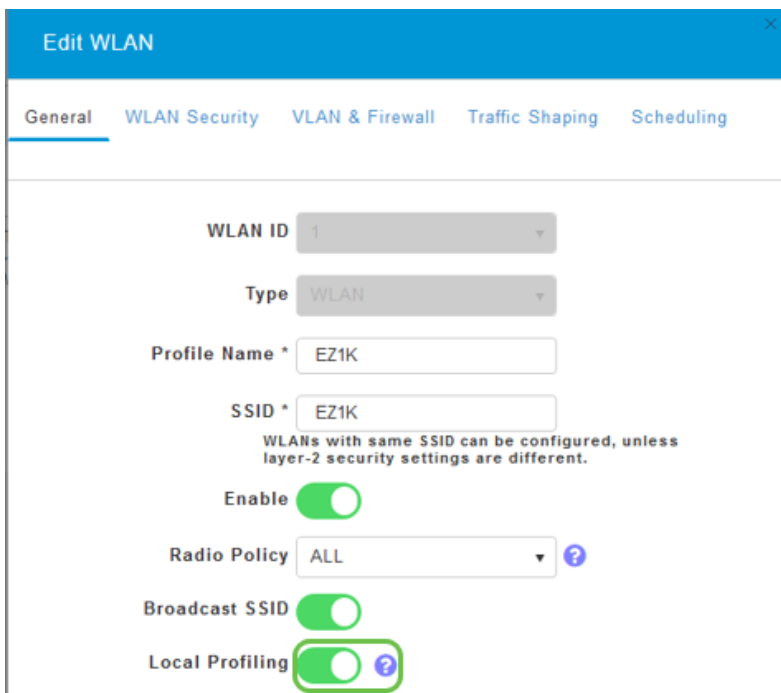 Edit WLAN
General WLAN Security VLAN & Firewall Traffic Shaping Scheduling
WLAN ID 1
Type WLAN
Profile Name * EZ1K
SSID * EZ1K
WLANs with same SSID can be configured, unless
layer-2 security settings are different.
Enable
Radio Policy ALL ?
Broadcast SSID
Local Profiling ?